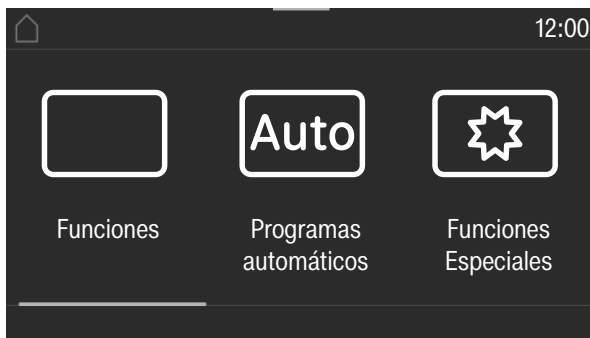 12:00
Auto
Funciones
Programas
automáticos
Funciones
Especiales